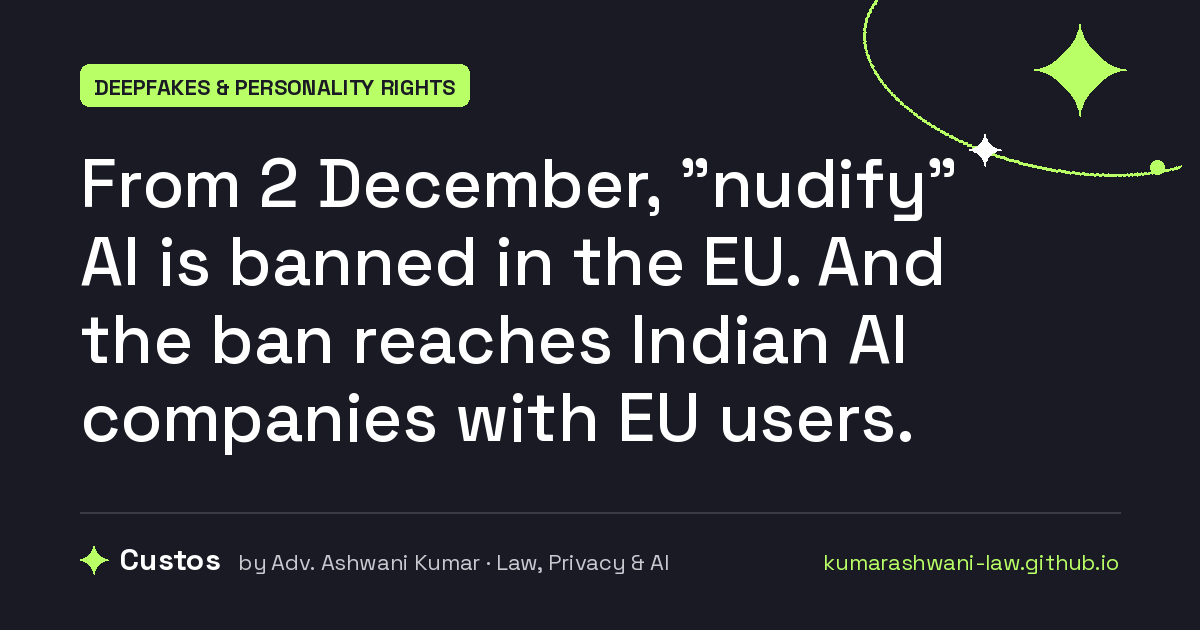 DEEPFAKES & PERSONALITY RIGHTS
From 2 December, ”nudify”
AI is banned in the EU. And
the ban reaches Indian AI
companies with EU users.
Custos by Adv. Ashwani Kumar · Law, Privacy & AI kumarashwani-law.github.io